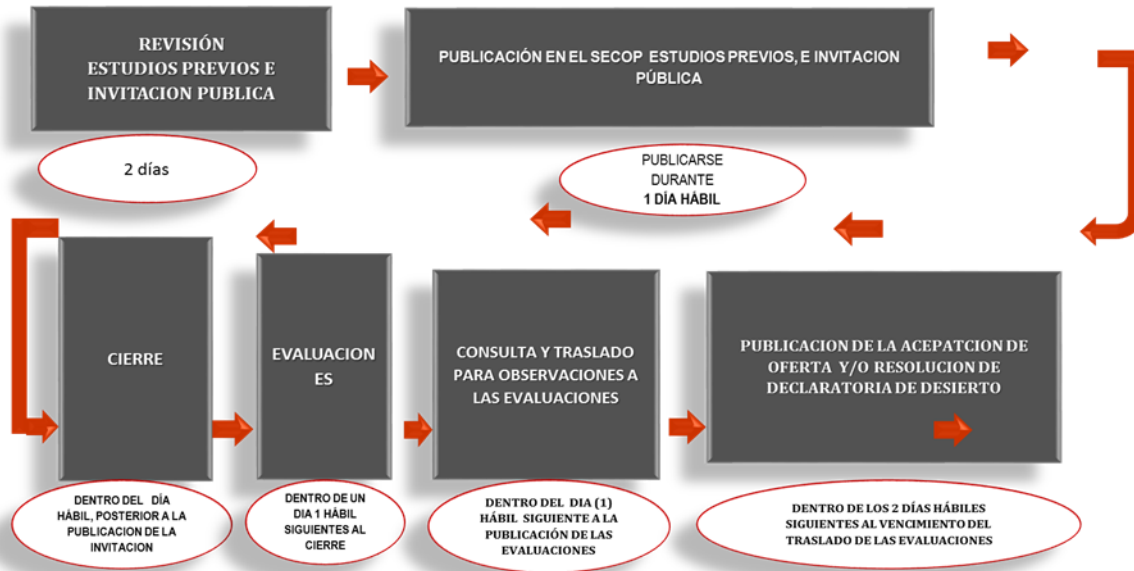 REVISIÓN
ESTUDIOS PREVIOS E
INVITACION PUBLICA
2 días
PUBLICACIÓN EN EL SECOP ESTUDIOS PREVIOS, E INVITACION
PÚBLICA
PUBLICARSE
DURANTE
1 DÍA HÁBIL
CIERRE
DENTRO DEL DÍA
HÁBIL, POSTERIOR A LA
PUBLICACION DE LA
INVITACION
EVALUACION
ES
DENTRO DE UN
DIA 1 HÁBIL
SIGUIENTES AL
CIERRE
CONSULTA Y TRASLADO
PARA OBSERVACIONES A
LAS EVALUACIONES
DENTRO DEL DIA (1)
HÁBIL SIGUIENTE A LA
PUBLICACIÓN DE LAS
EVALUACIONES
PUBLICACION DE LA ACEPATCION DE
OFERTA Y/O RESOLUCION DE
DECLARATORIA DE DESIERTO
DENTRO DE LOS 2 DÍAS HÁBILES
SIGUIENTES AL VENCIMIENTO DEL
TRASLADO DE LAS EVALUACIONES